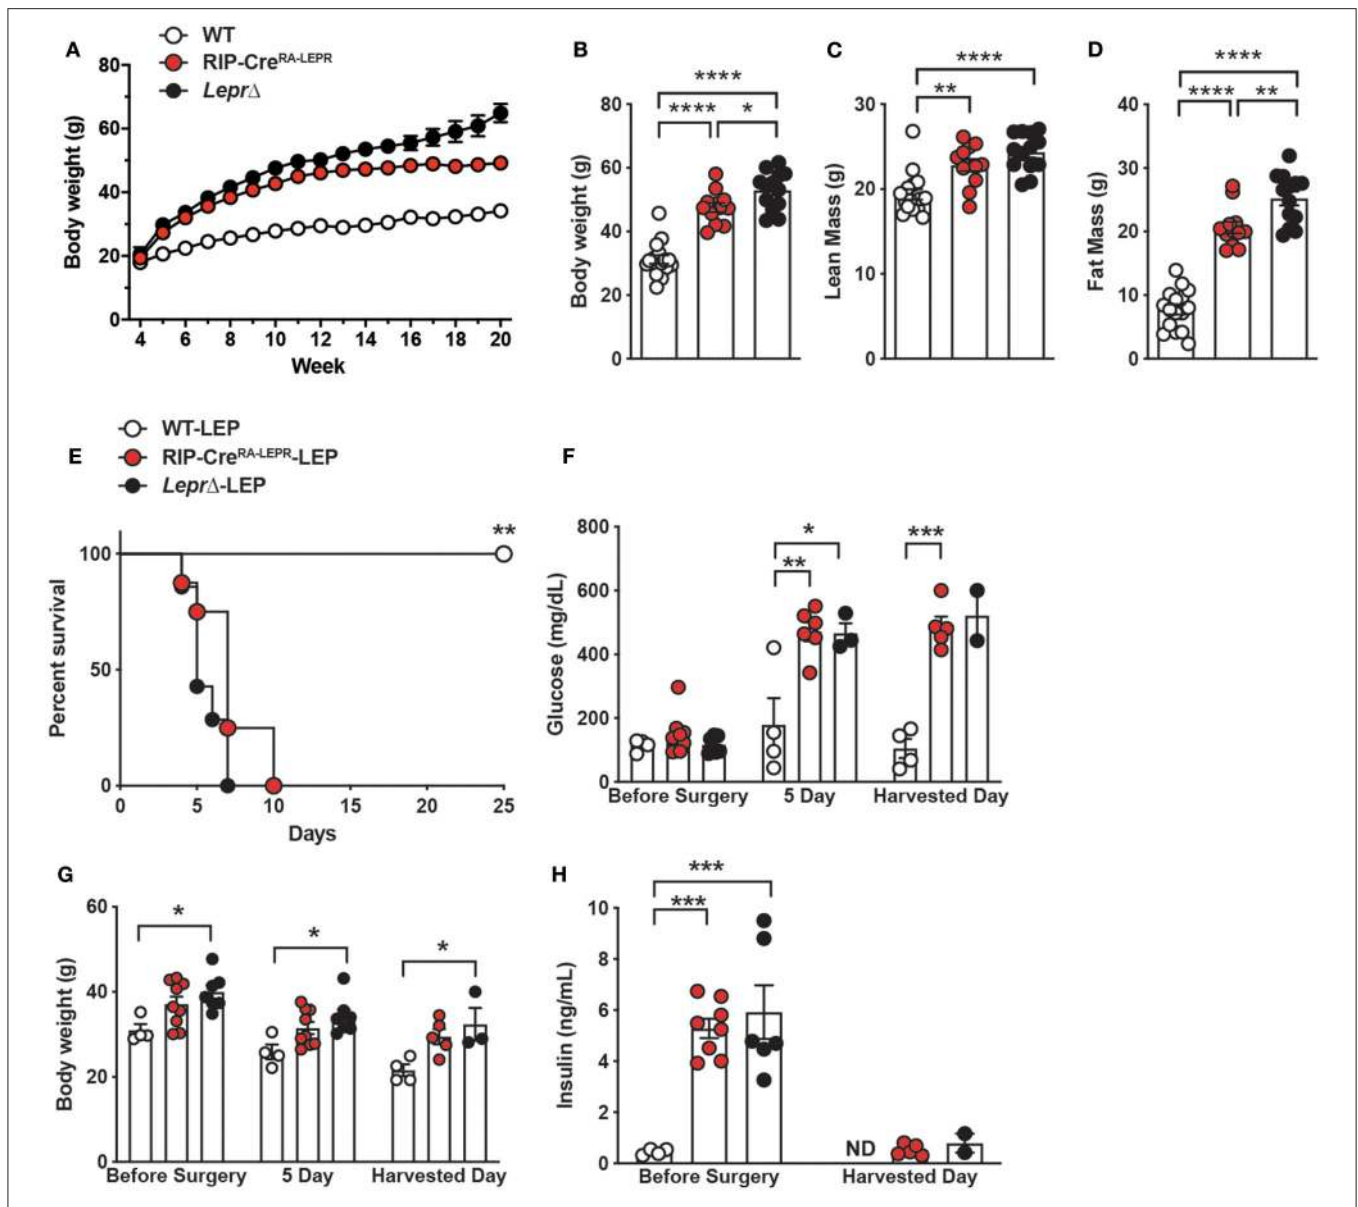 A
WT
RIP-Cre^RA-LEPR
LeprΔ
Body weight (g)
80
60
40
20
0
4 6 8 10 12 14 16 18 20
Week
B
****
**** *
Body weight (g)
80
60
40
20
0
C
****
**
Lean Mass (g)
30
20
10
0
D
****
**** **
Fat Mass (g)
40
30
20
10
0
E
WT-LEP
RIP-Cre^RA-LEPR-LEP
LeprΔ-LEP
**
Percent survival
100
50
0
0 5 10 15 20 25
Days
F
Glucose (mg/dL)
800
600
400
200
0
*
**
***
Before Surgery 5 Day Harvested Day
G
Body weight (g)
60
40
20
0
* * *
Before Surgery 5 Day Harvested Day
H
Insulin (ng/mL)
10
8
6
4
2
0
***
***
ND
Before Surgery Harvested Day